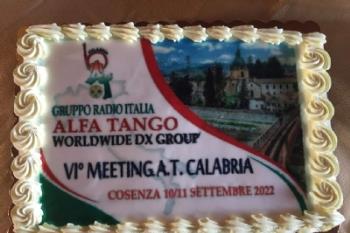 GRUPPO RADIO ITALIA
ALFA TANGO
WORLDWIDE DX GROUP
VI° MEETING A.T. CALABRIA
COSENZA 10/11 SETTEMBRE 2022